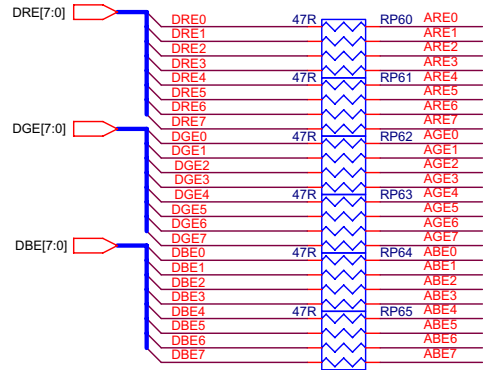 DRE[7:0] DRE0 47R RP60 ARE0
DRE1 ARE1
DRE2 ARE2
DRE3 ARE3
DRE4 47R RP61 ARE4
DRE5 ARE5
DRE6 ARE6
DRE7 ARE7
DGE[7:0] DGE0 47R RP62 AGE0
DGE1 AGE1
DGE2 AGE2
DGE3 AGE3
DGE4 47R RP63 AGE4
DGE5 AGE5
DGE6 AGE6
DGE7 AGE7
DBE[7:0] DBE0 47R RP64 ABE0
DBE1 ABE1
DBE2 ABE2
DBE3 ABE3
DBE4 47R RP65 ABE4
DBE5 ABE5
DBE6 ABE6
DBE7 ABE7